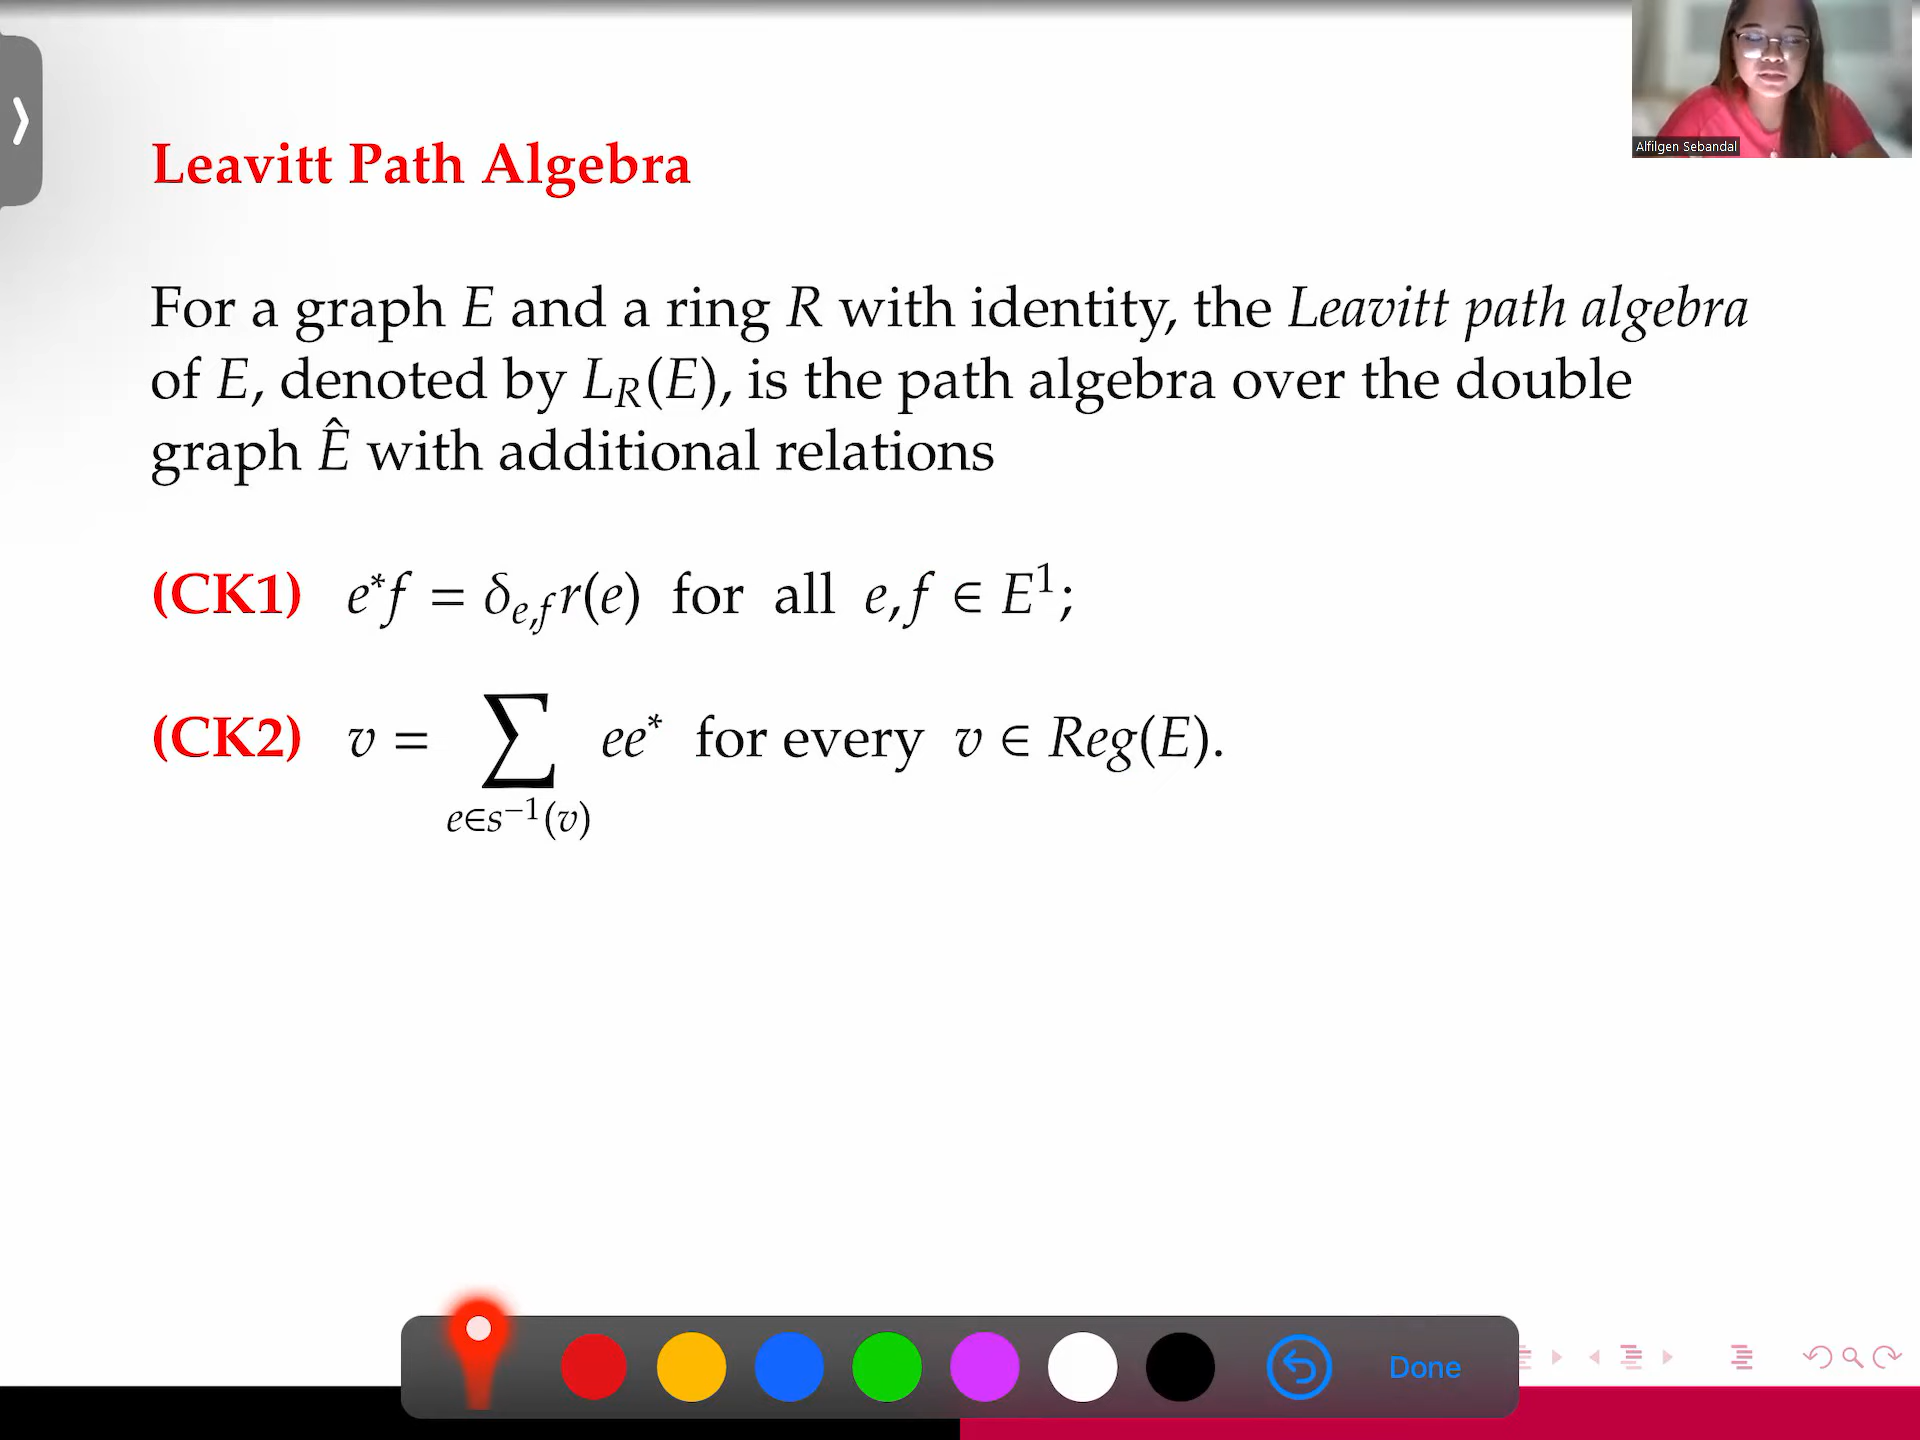 Alfilgen Sebandal
Leavitt Path Algebra
For a graph E and a ring R with identity, the Leavitt path algebra
of E, denoted by L_R(E), is the path algebra over the double
graph Ê with additional relations
(CK1) e*f = δ_{e,f} r(e) for all e, f ∈ E¹;
(CK2) v = ∑_{e∈s⁻¹(v)} ee* for every v ∈ Reg(E).
Done